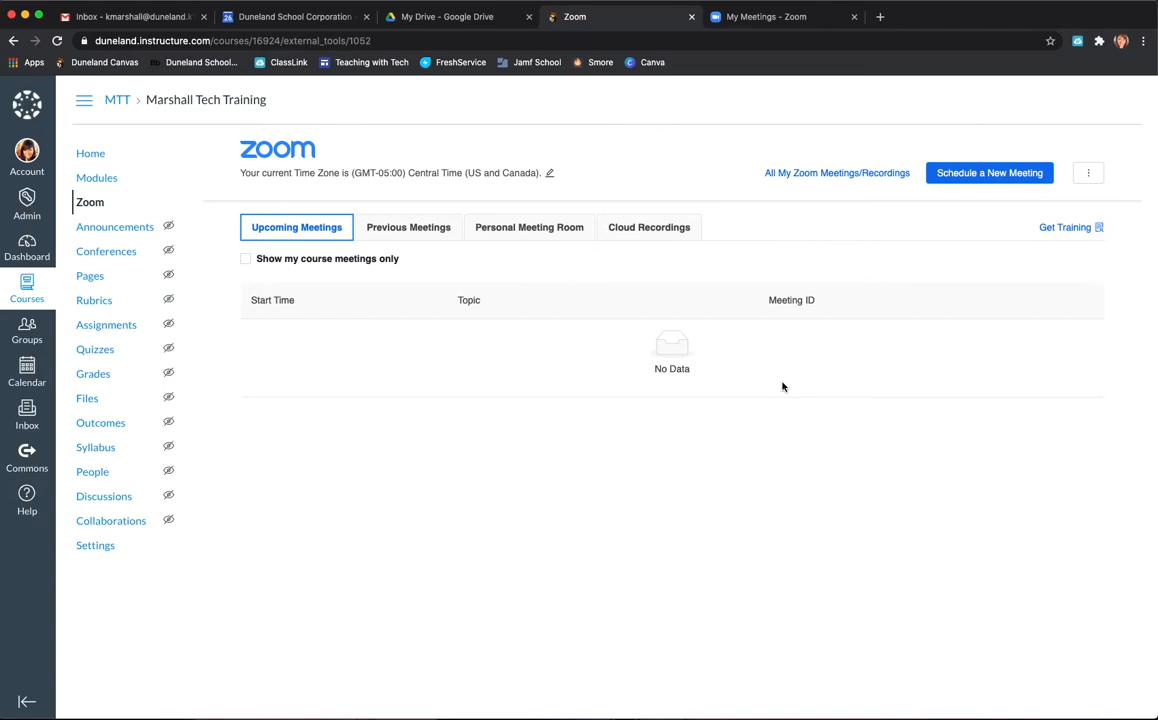 Inbox - kmarshall@duneland.k
Duneland School Corporation
My Drive - Google Drive
Zoom
My Meetings - Zoom
duneland.instructure.com/courses/16924/external_tools/1052
Apps
Duneland Canvas
Duneland School...
ClassLink
Teaching with Tech
FreshService
Jamf School
Smore
Canva
MTT › Marshall Tech Training
Account
Admin
Dashboard
Courses
Groups
Calendar
Inbox
Commons
Help
Home
Modules
Zoom
Announcements
Conferences
Pages
Rubrics
Assignments
Quizzes
Grades
Files
Outcomes
Syllabus
People
Discussions
Collaborations
Settings
zoom
Your current Time Zone is (GMT-05:00) Central Time (US and Canada).
All My Zoom Meetings/Recordings
Schedule a New Meeting
Upcoming Meetings
Previous Meetings
Personal Meeting Room
Cloud Recordings
Get Training
Show my course meetings only
Start Time
Topic
Meeting ID
No Data